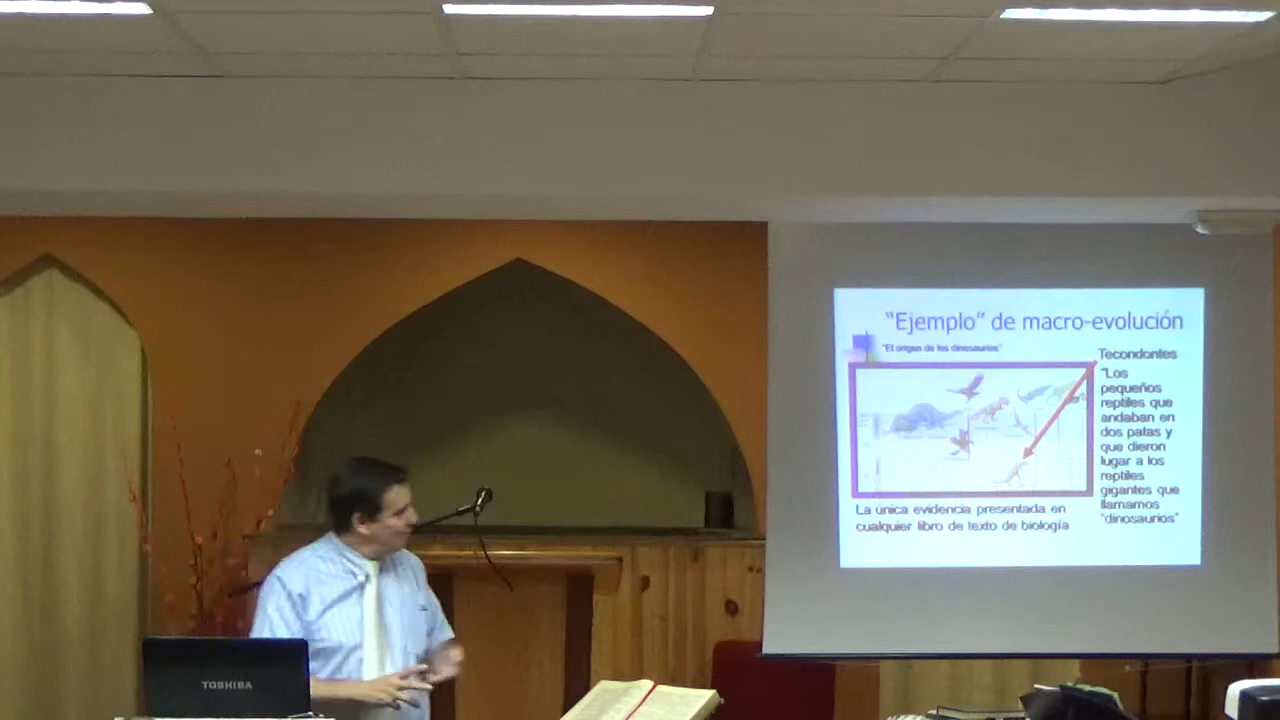 "Ejemplo" de macro-evolución
"El origen de los dinosaurios"
Tecondontes
"Los
pequeños
reptiles que
andaban en
dos patas y
que dieron
lugar a los
reptiles
gigantes que
llamamos
"dinosaurios"
La única evidencia presentada en
cualquier libro de texto de biología
TOSHIBA